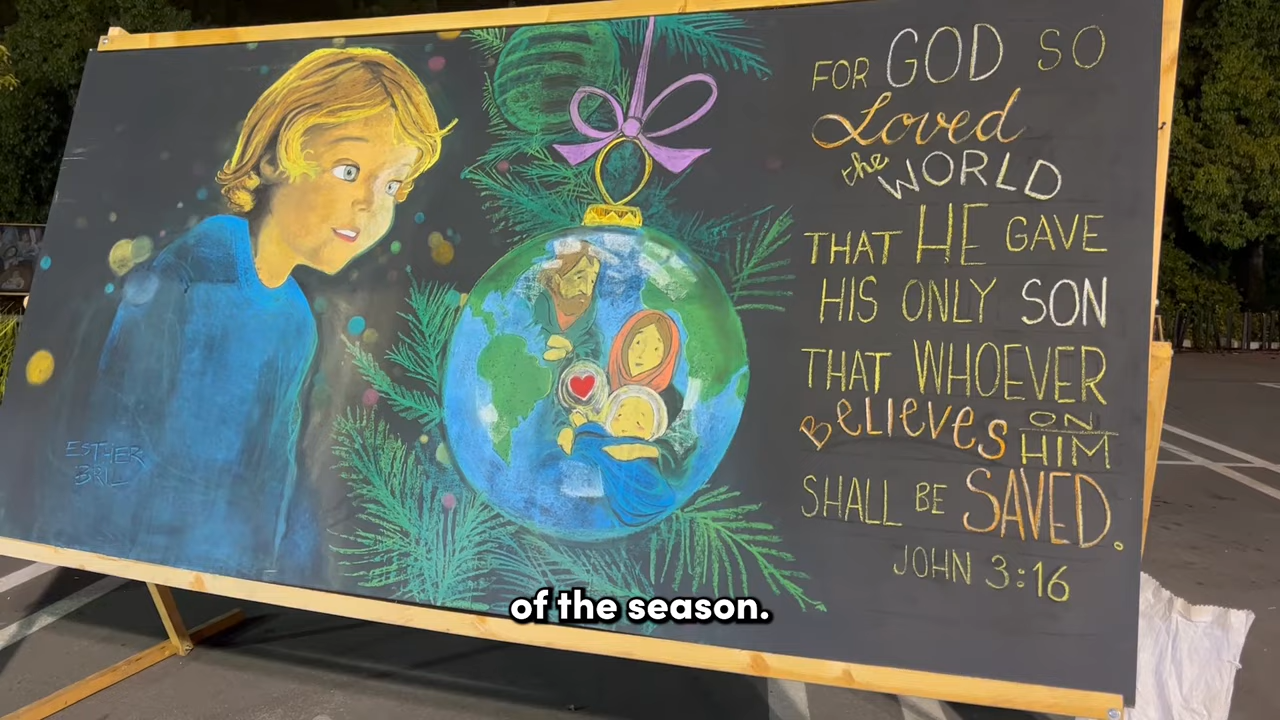 FOR GOD SO
Loved
the WORLD
THAT HE GAVE
HIS ONLY SON
THAT WHOEVER
BELIEVES ON
HIM
SHALL BE SAVED.
JOHN 3:16
ESTHER
BRIL
of the season.